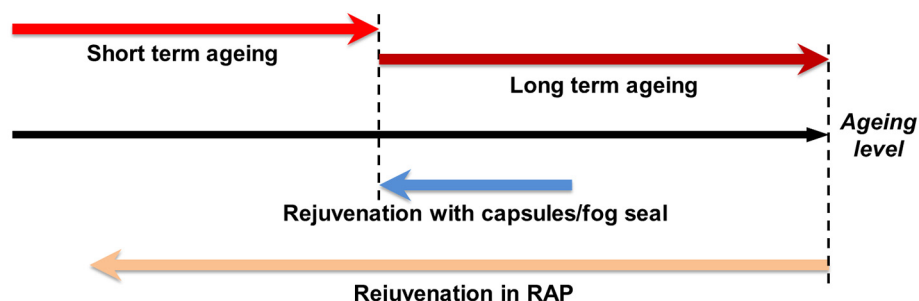 Short term ageing
Long term ageing
Ageing
level
Rejuvenation with capsules/fog seal
Rejuvenation in RAP